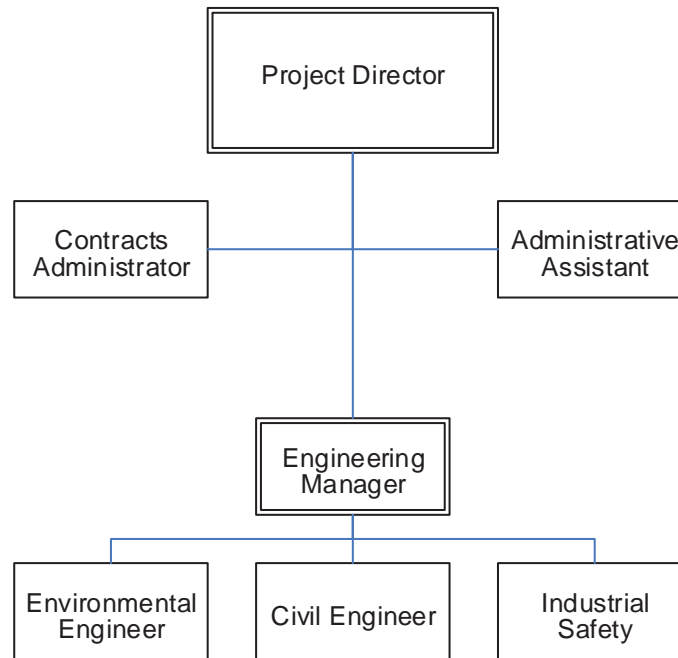 Project Director
Contracts
Administrator
Administrative
Assistant
Engineering
Manager
Environmental
Engineer
Civil Engineer
Industrial
Safety